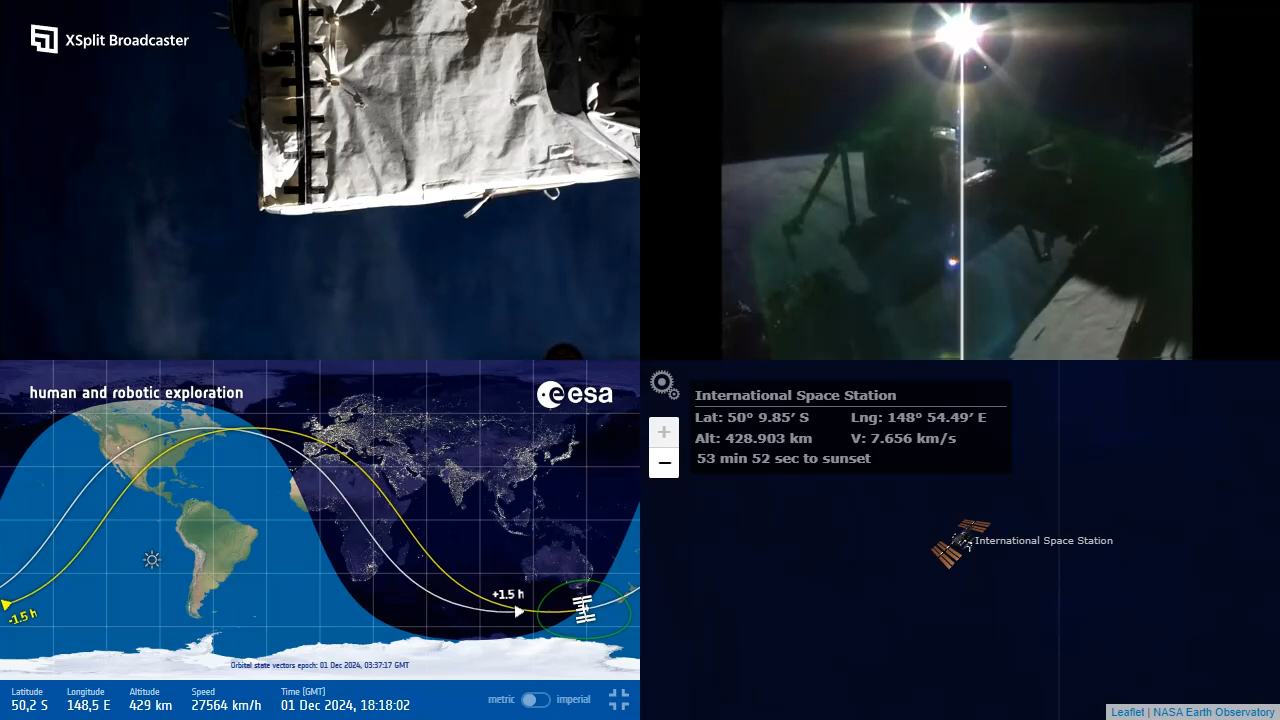 XSplit Broadcaster
human and robotic exploration
esa
+1.5 h
-1.5 h
Orbital state vectors epoch: 01 Dec 2024, 03:37:17 GMT
Latitude Longitude Altitude Speed Time [GMT]
50,2 S 148,5 E 429 km 27564 km/h 01 Dec 2024, 18:18:02
metric imperial
International Space Station
Lat: 50° 9.85′ S Lng: 148° 54.49′ E
Alt: 428.903 km V: 7.656 km/s
53 min 52 sec to sunset
+
−
International Space Station
Leaflet | NASA Earth Observatory